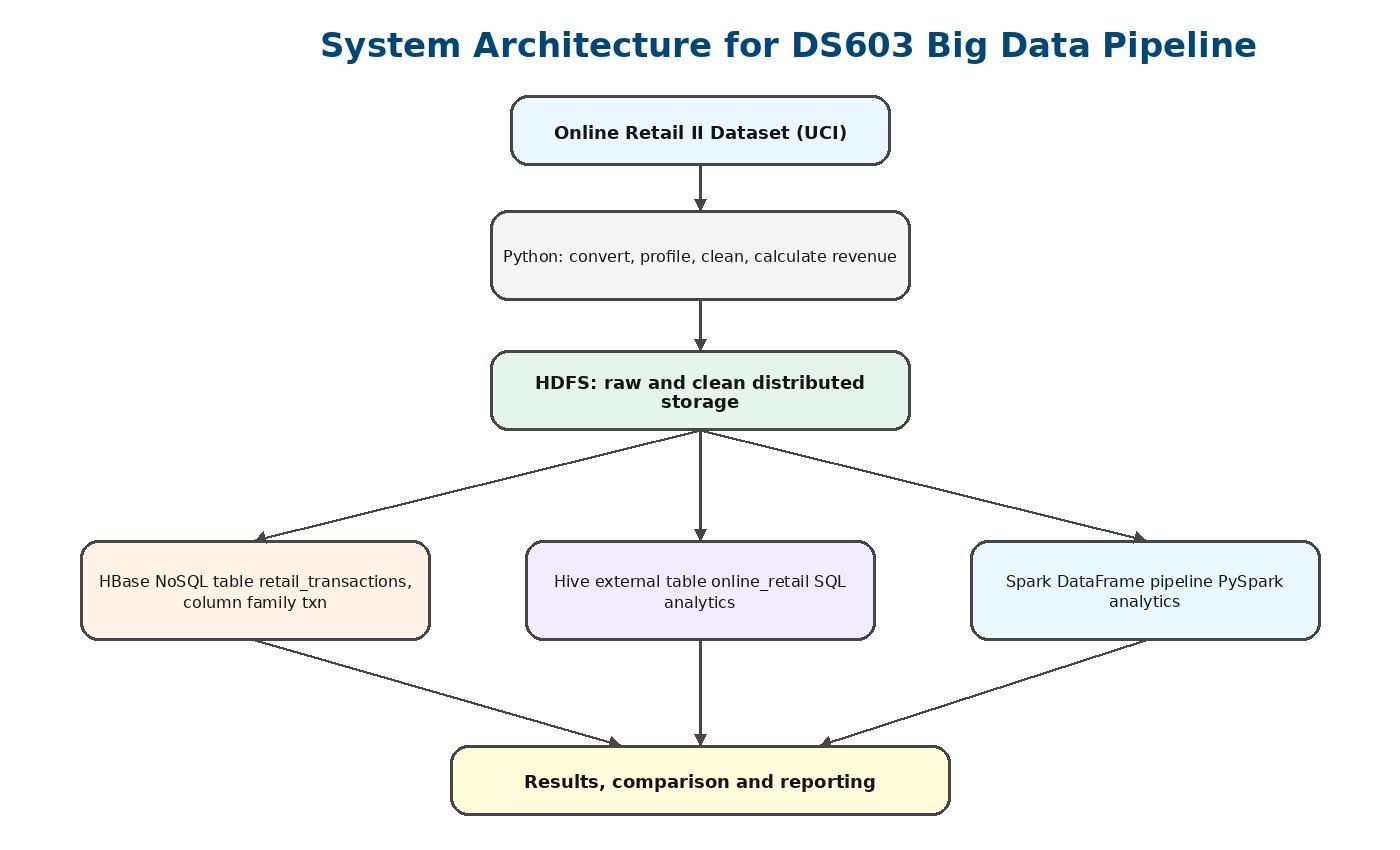 System Architecture for DS603 Big Data Pipeline
Online Retail II Dataset (UCI)
Python: convert, profile, clean, calculate revenue
HDFS: raw and clean distributed
storage
HBase NoSQL table retail_transactions,
column family txn
Hive external table online_retail SQL
analytics
Spark DataFrame pipeline PySpark
analytics
Results, comparison and reporting